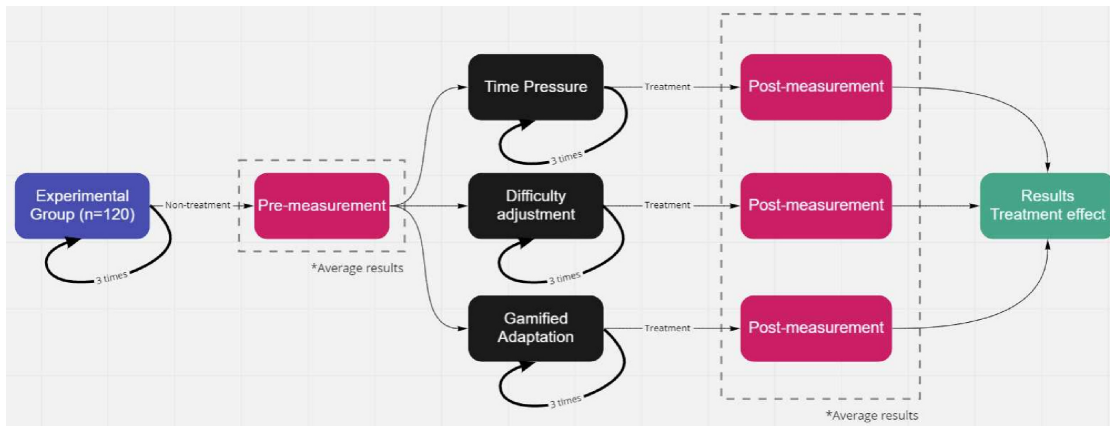 Experimental
Group (n=120)
3 times
Non-treatment
Pre-measurement
*Average results
Time Pressure
3 times
Treatment
Post-measurement
Difficulty
adjustment
3 times
Treatment
Post-measurement
Gamified
Adaptation
3 times
Treatment
Post-measurement
*Average results
Results
Treatment effect